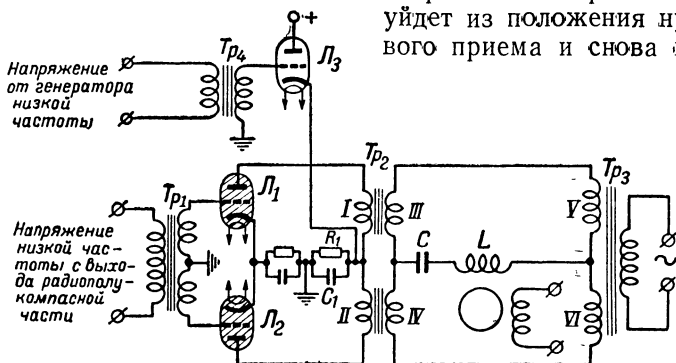 уйдет из положения ну
вого приема и снова
+
Тр₄
Л₃
Напряжение
от генератора
низкой
частоты
Тр₂
Тр₁
Л₁
Тр₃
I
III
V
Напряжение
низкой час-
тоты с выхо-
да радиополу-
компасной
части
R₁
C
L
C₁
~
Л₂
II
IV
VI